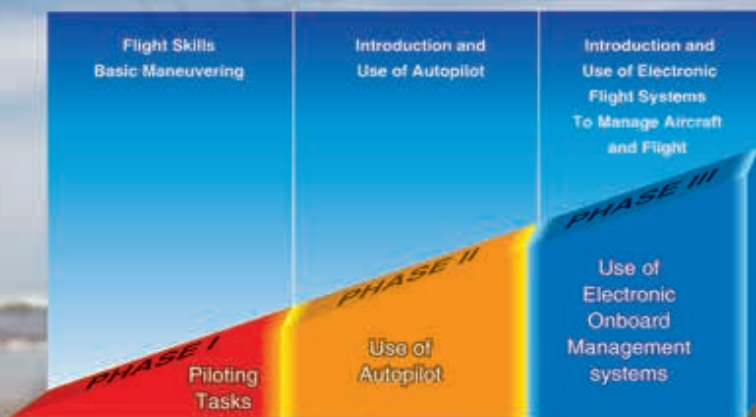 Flight Skills
Basic Maneuvering
Introduction and
Use of Autopilot
Introduction and
Use of Electronic
Flight Systems
To Manage Aircraft
and Flight
PHASE I
Piloting
Tasks
PHASE II
Use of
Autopilot
PHASE III
Use of
Electronic
Onboard
Management
systems